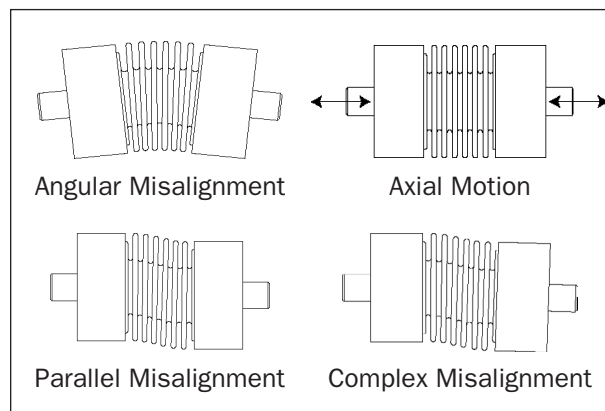 Angular Misalignment
Axial Motion
Parallel Misalignment
Complex Misalignment